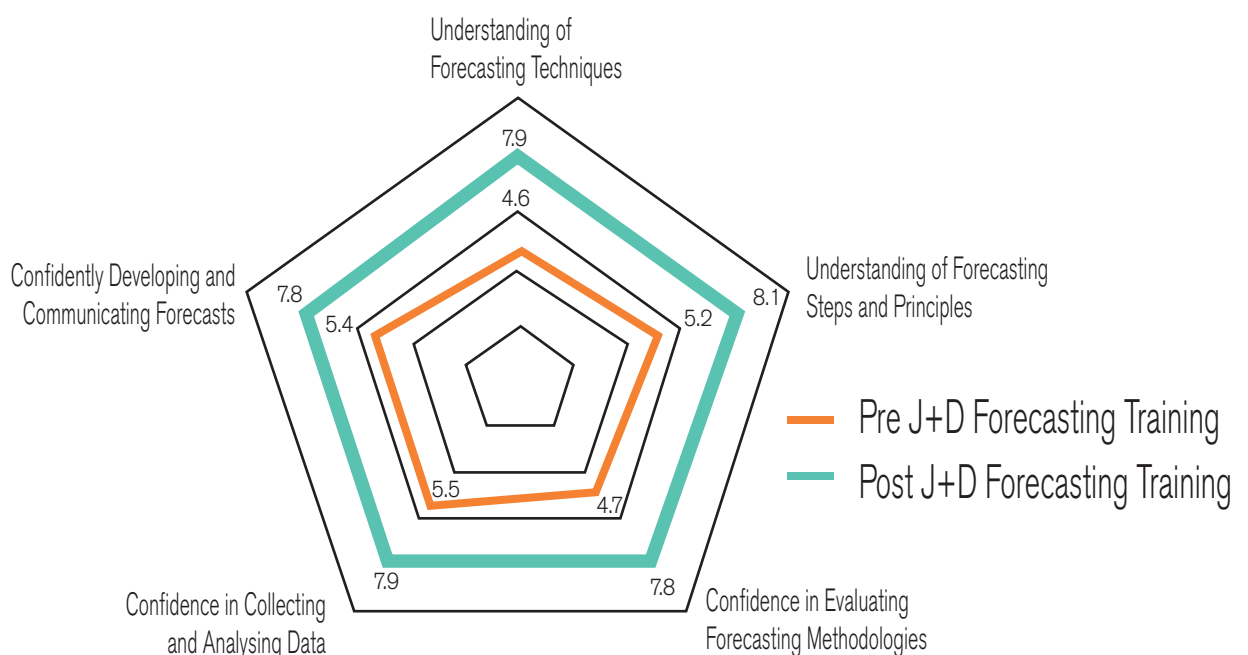 Understanding of
Forecasting Techniques
7.9
4.6
Confidently Developing and
Communicating Forecasts
7.8
5.4
Understanding of Forecasting
Steps and Principles
8.1
5.2
Pre J+D Forecasting Training
Post J+D Forecasting Training
5.5
4.7
7.9
7.8
Confidence in Collecting
and Analysing Data
Confidence in Evaluating
Forecasting Methodologies